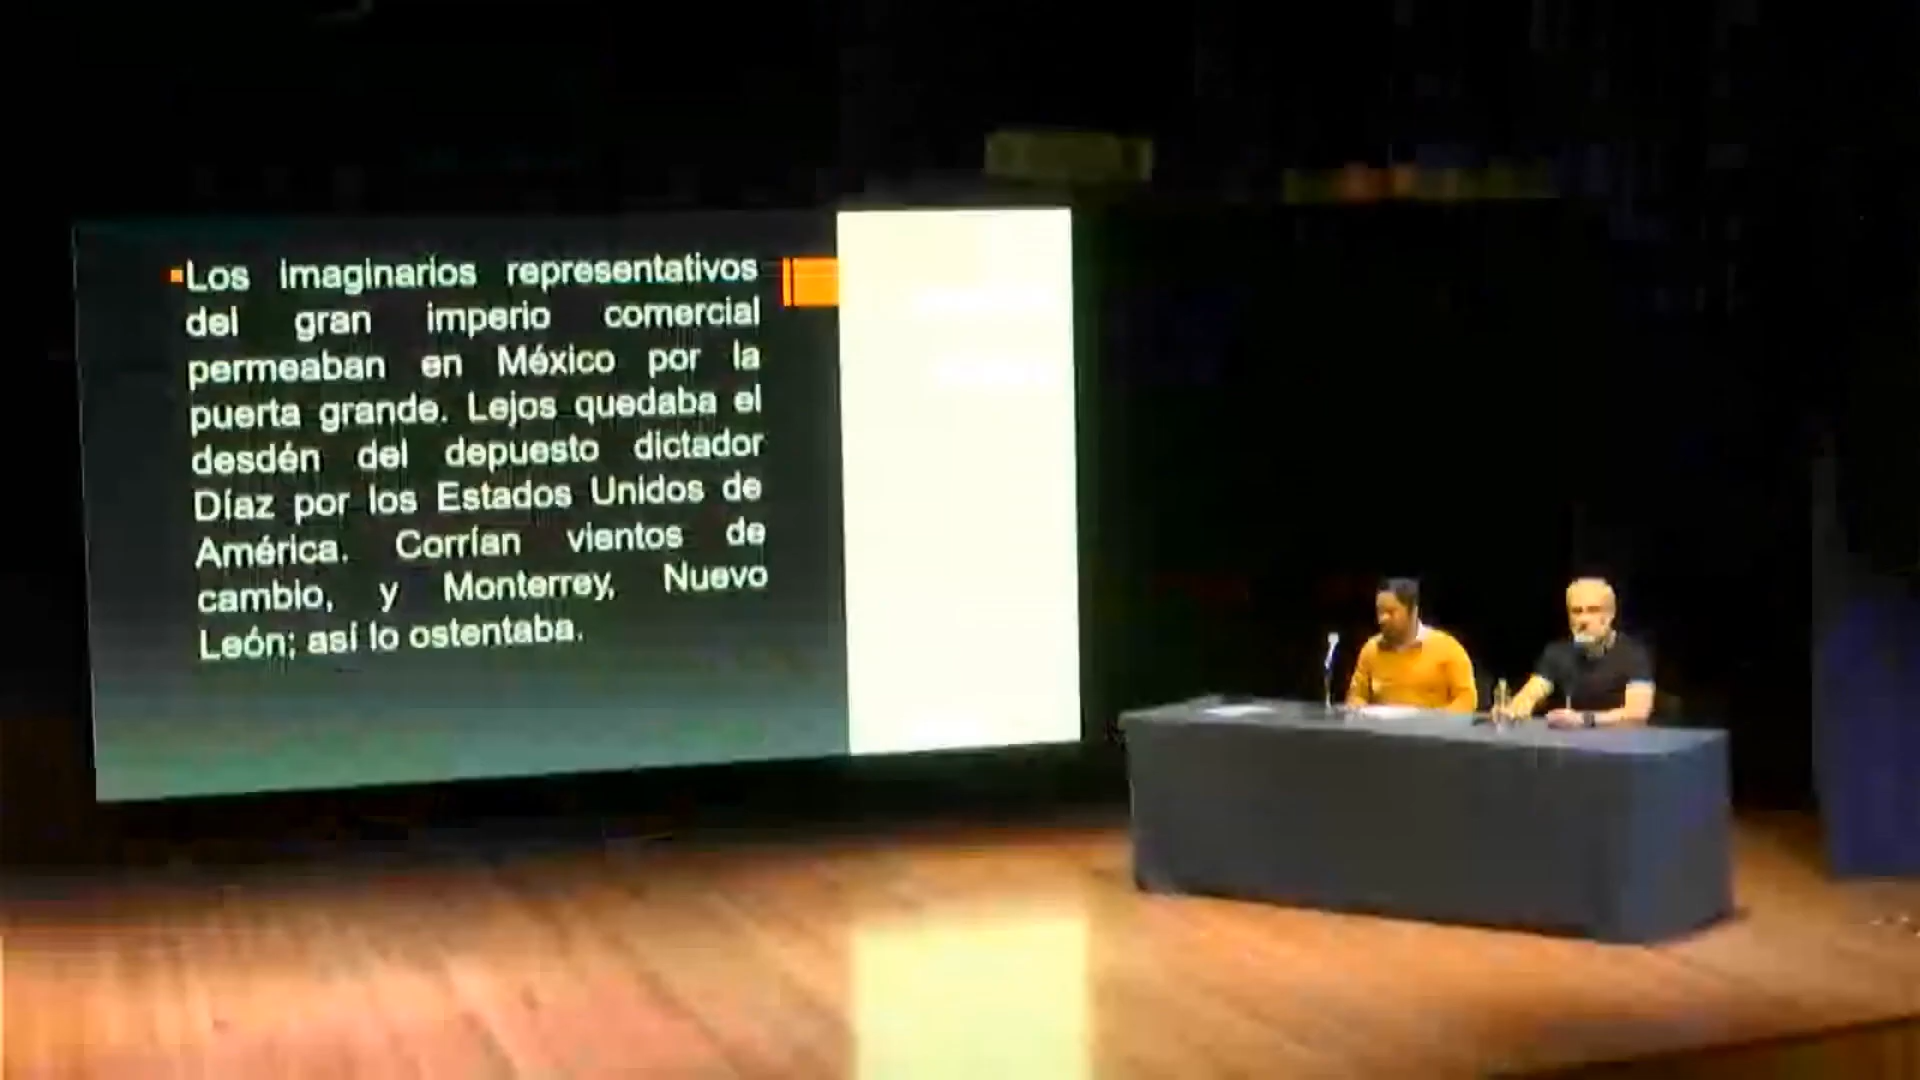 Los imaginarios representativos
del gran imperio comercial
permeaban en México por la
puerta grande. Lejos quedaba el
desdén del depuesto dictador
Díaz por los Estados Unidos de
América. Corrían vientos de
cambio, y Monterrey, Nuevo
León; así lo ostentaba.